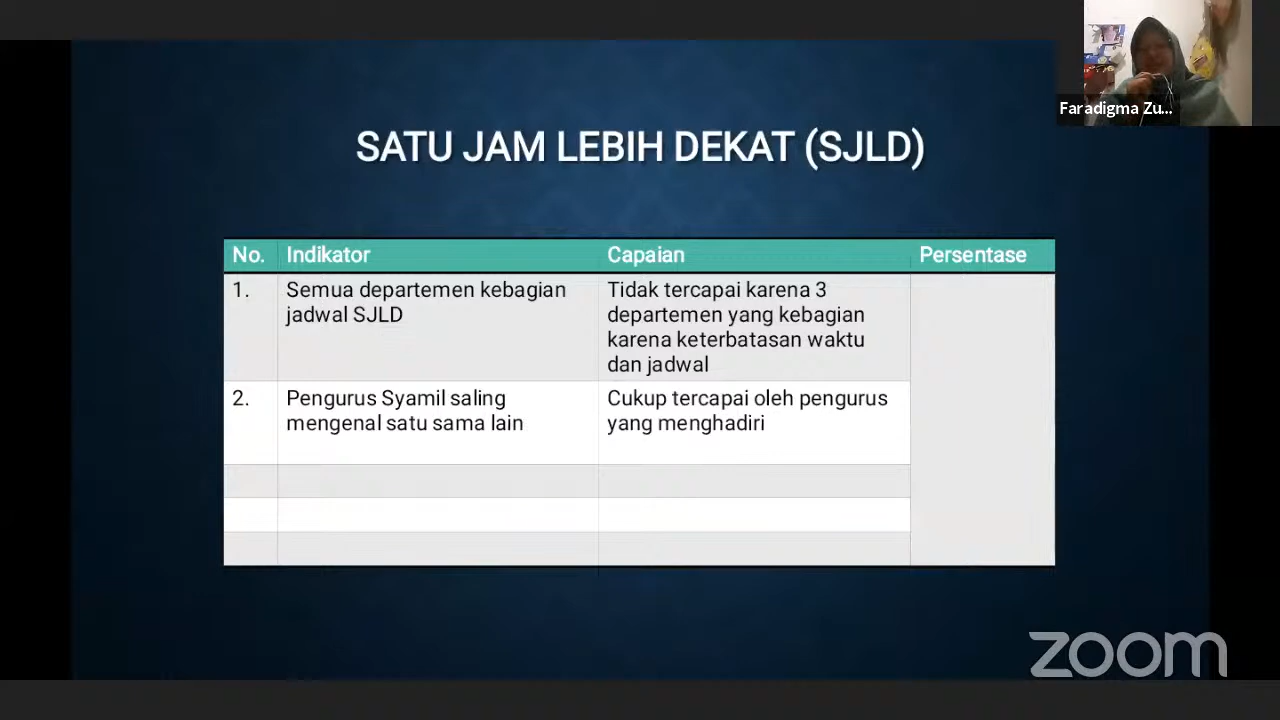 Faradigma Zu...
SATU JAM LEBIH DEKAT (SJLD)
No. Indikator Capaian Persentase
1. Semua departemen kebagian
jadwal SJLD
Tidak tercapai karena 3
departemen yang kebagian
karena keterbatasan waktu
dan jadwal
2. Pengurus Syamil saling
mengenal satu sama lain
Cukup tercapai oleh pengurus
yang menghadiri
zoom